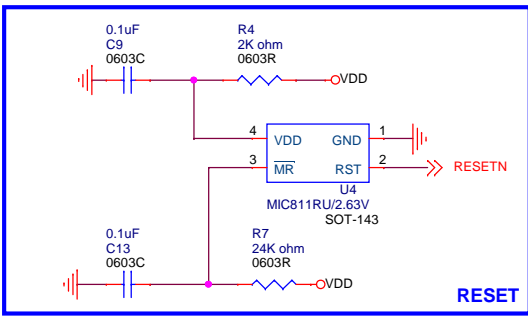 0.1uF
C9
0603C
R4
2K ohm
0603R
VDD
4 VDD GND 1
3 MR RST 2
RESETN
U4
MIC811RU/2.63V
SOT-143
0.1uF
C13
0603C
R7
24K ohm
0603R
VDD
RESET